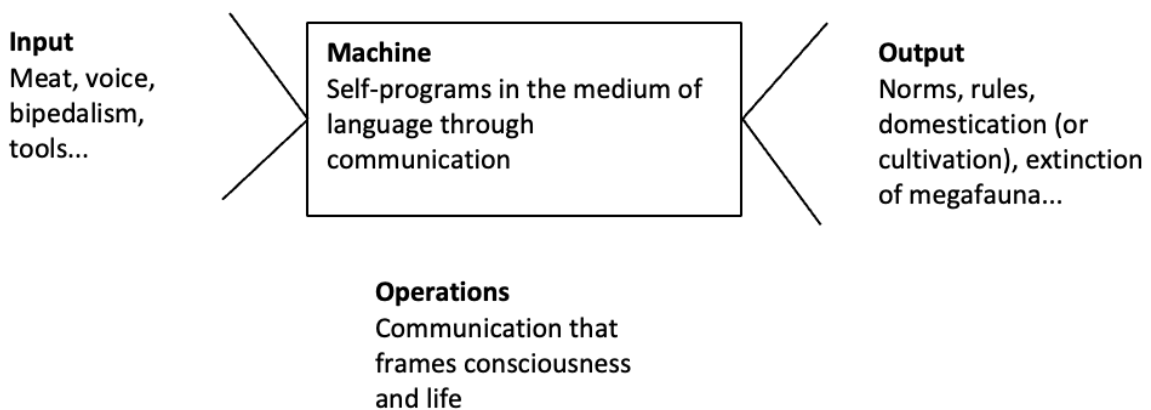 Input
Meat, voice,
bipedalism,
tools...
Machine
Self-programs in the medium of
language through
communication
Output
Norms, rules,
domestication (or
cultivation), extinction
of megafauna...
Operations
Communication that
frames consciousness
and life